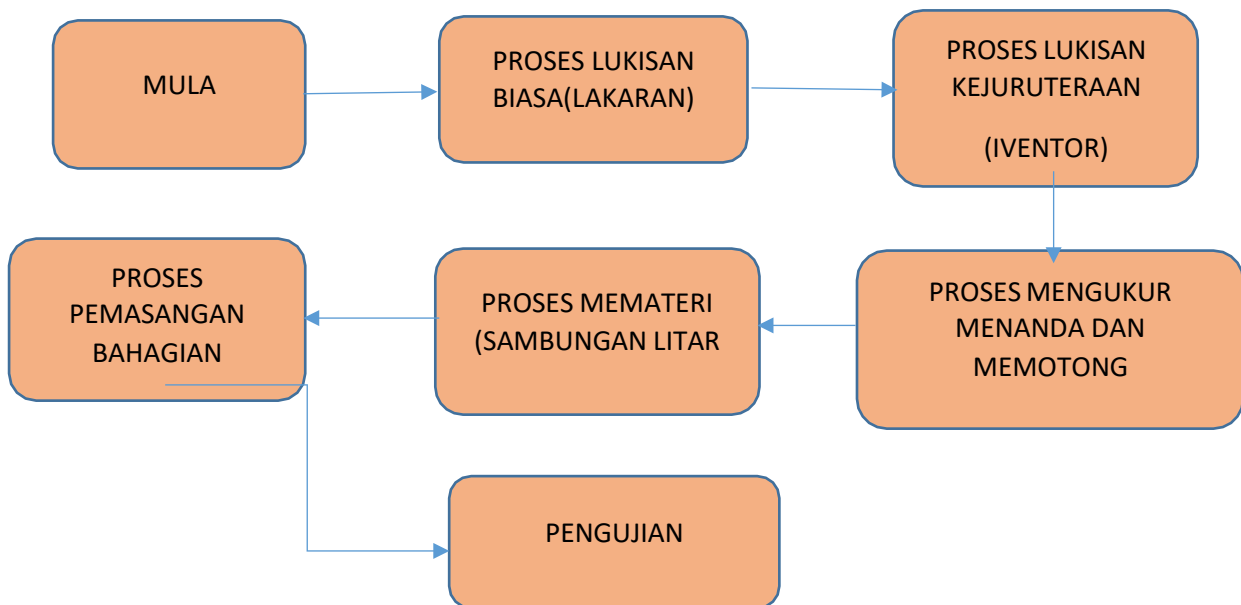 MULA
PROSES LUKISAN
BIASA(LAKARAN)
PROSES LUKISAN
KEJURUTERAAN
(IVENTOR)
PROSES MENGUKUR
MENANDA DAN
MEMOTONG
PROSES MEMATERI
(SAMBUNGAN LITAR
PROSES
PEMASANGAN
BAHAGIAN
PENGUJIAN